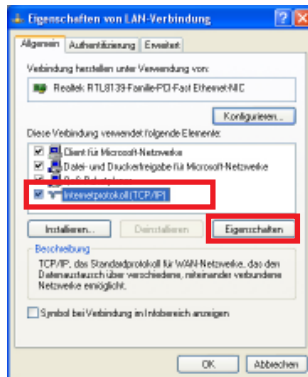 Eigenschaften von LAN-Verbindung
Allgemein Authentifizierung Erweitert
Verbindung herstellen unter Verwendung von:
Realtek RTL8139-Familie-PCI-Fast Ethernet-NIC
Konfigurieren...
Diese Verbindung verwendet folgende Elemente:
Client für Microsoft-Netzwerke
Datei- und Druckerfreigabe für Microsoft-Netzwerke
Internetprotokoll (TCP/IP)
Installieren... Deinstallieren Eigenschaften
Beschreibung
TCP/IP, das Standardprotokoll für WAN-Netzwerke, das den
Datenaustausch über verschiedene, miteinander verbundene
Netzwerke ermöglicht.
Symbol bei Verbindung im Infobereich anzeigen
OK Abbrechen